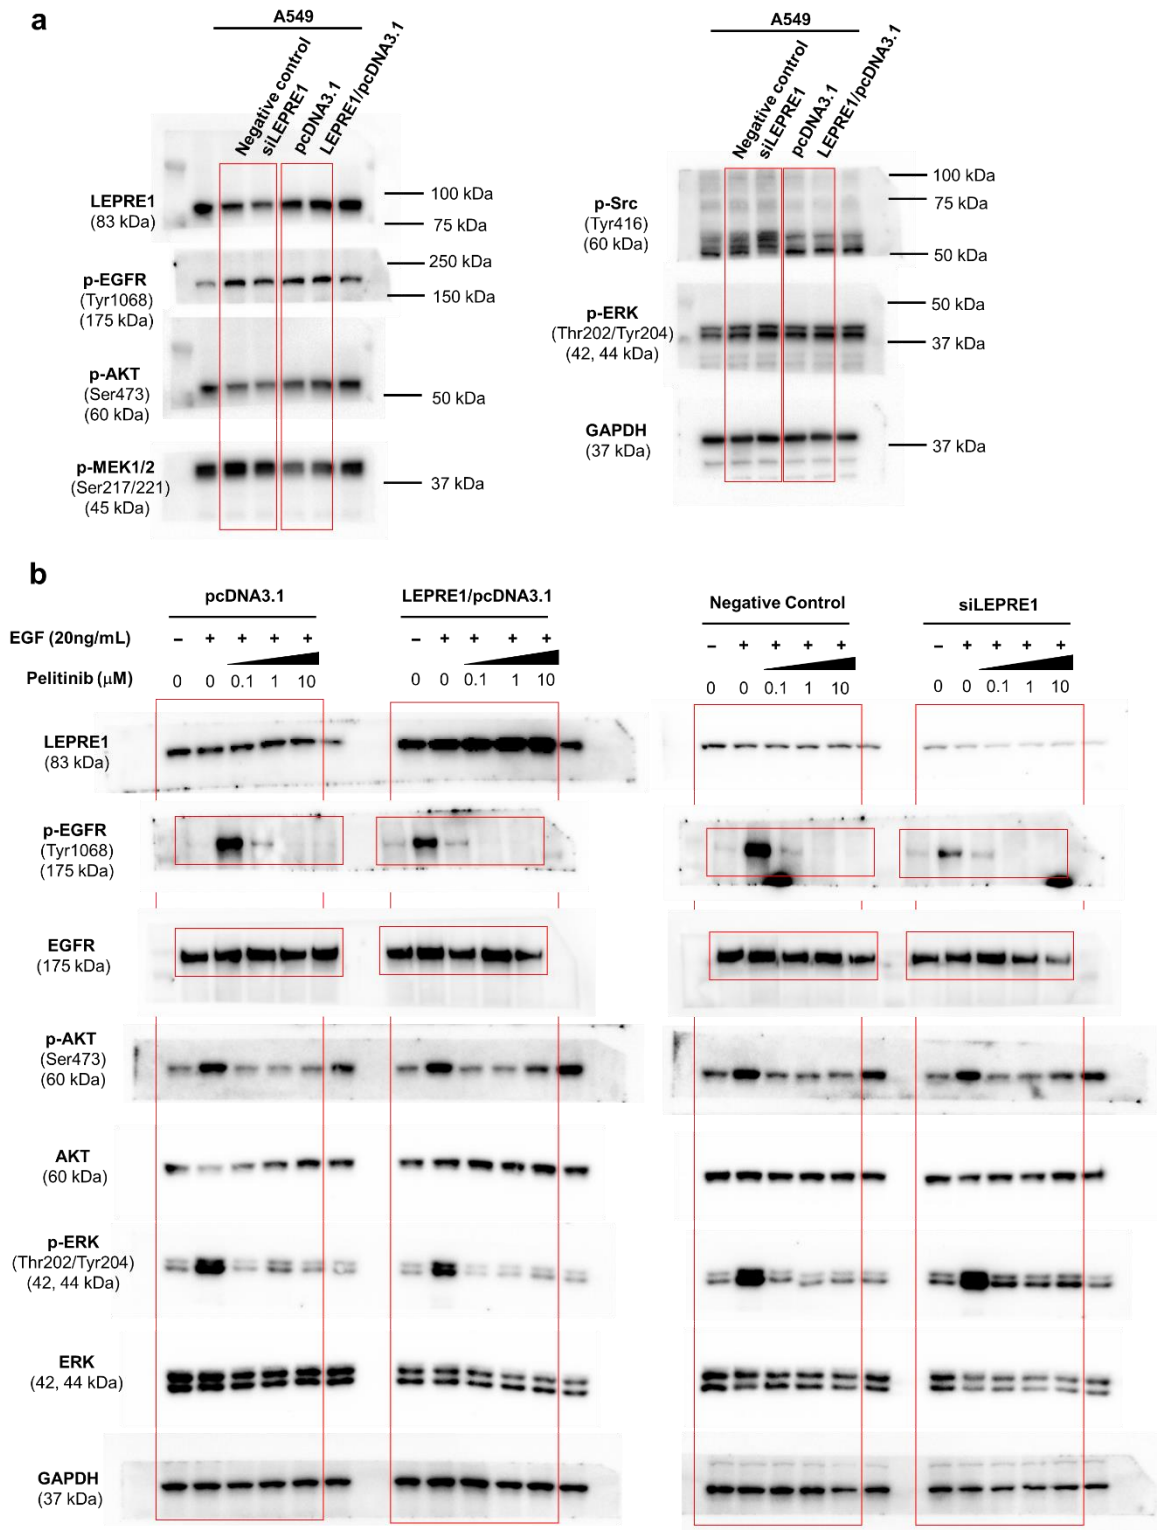 a
A549
Negative control
siLEPRE1
pcDNA3.1
LEPRE1/pcDNA3.1
LEPRE1
(83 kDa)
100 kDa
75 kDa
p-EGFR
(Tyr1068)
(175 kDa)
250 kDa
150 kDa
p-AKT
(Ser473)
(60 kDa)
50 kDa
p-MEK1/2
(Ser217/221)
(45 kDa)
37 kDa
A549
Negative control
siLEPRE1
pcDNA3.1
LEPRE1/pcDNA3.1
p-Src
(Tyr416)
(60 kDa)
100 kDa
75 kDa
50 kDa
p-ERK
(Thr202/Tyr204)
(42, 44 kDa)
50 kDa
37 kDa
GAPDH
(37 kDa)
37 kDa
b
pcDNA3.1 LEPRE1/pcDNA3.1 Negative Control siLEPRE1
EGF (20ng/mL) – + + + + – + + + + – + + + + – + + + +
Pelitinib (μM) 0 0 0.1 1 10 0 0 0.1 1 10 0 0 0.1 1 10 0 0 0.1 1 10
LEPRE1
(83 kDa)
p-EGFR
(Tyr1068)
(175 kDa)
EGFR
(175 kDa)
p-AKT
(Ser473)
(60 kDa)
AKT
(60 kDa)
p-ERK
(Thr202/Tyr204)
(42, 44 kDa)
ERK
(42, 44 kDa)
GAPDH
(37 kDa)